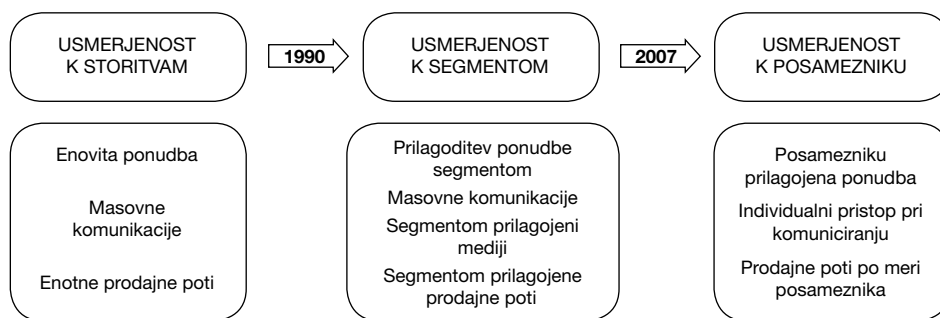 USMERJENOST
K STORITVAM
1990
USMERJENOST
K SEGMENTOM
2007
USMERJENOST
K POSAMEZNIKU
Enovita ponudba
Masovne
komunikacije
Enotne prodajne poti
Prilagoditev ponudbe
segmentom
Masovne komunikacije
Segmentom prilagojeni
mediji
Segmentom prilagojene
prodajne poti
Posamezniku
prilagojena ponudba
Individualni pristop pri
komuniciranju
Prodajne poti po meri
posameznika